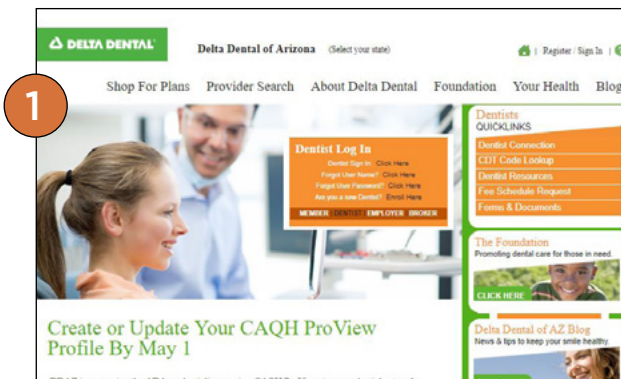 DELTA DENTAL
Delta Dental of Arizona (Select your state)
Register / Sign In
Shop For Plans Provider Search About Delta Dental Foundation Your Health Blog
1
Dentist Log In
Dentist Sign In Click Here
Forgot User Name? Click Here
Forgot User Password? Click Here
Are you a new Dentist? Enroll Here
MEMBER DENTIST EMPLOYER BROKER
Dentists
QUICKLINKS
Dentist Connection
CDT Code Lookup
Dentist Resources
Fee Schedule Request
Forms & Documents
The Foundation
Promoting dental care for those in need.
CLICK HERE
Delta Dental of AZ Blog
News & tips to keep your smile healthy.
Create or Update Your CAQH ProView
Profile By May 1